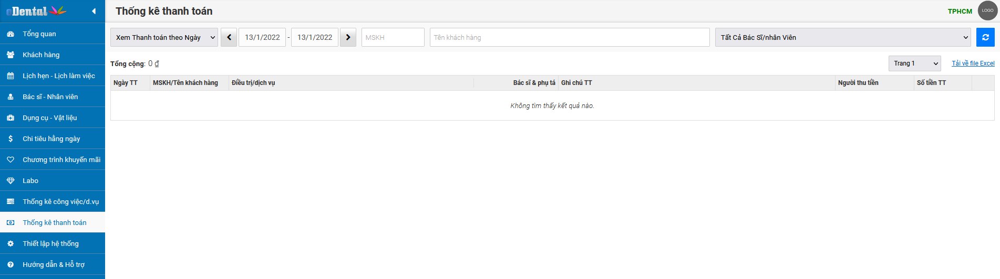 eDental
Thống kê thanh toán
TPHCM
LOGO
Tổng quan
Khách hàng
Lịch hẹn - Lịch làm việc
Bác sĩ - Nhân viên
Dụng cụ - Vật liệu
Chi tiêu hằng ngày
Chương trình khuyến mãi
Labo
Thống kê công việc/d.vụ
Thống kê thanh toán
Thiết lập hệ thống
Hướng dẫn & Hỗ trợ
Xem Thanh toán theo Ngày 13/1/2022 - 13/1/2022 MSKH Tên khách hàng Tất Cả Bác Sĩ/nhân Viên
Tổng cộng: 0 ₫ Trang 1 Tải về file Excel
Ngày TT MSKH/Tên khách hàng Điều trị/dịch vụ Bác sĩ & phụ tá Ghi chú TT Người thu tiền Số tiền TT
Không tìm thấy kết quả nào.